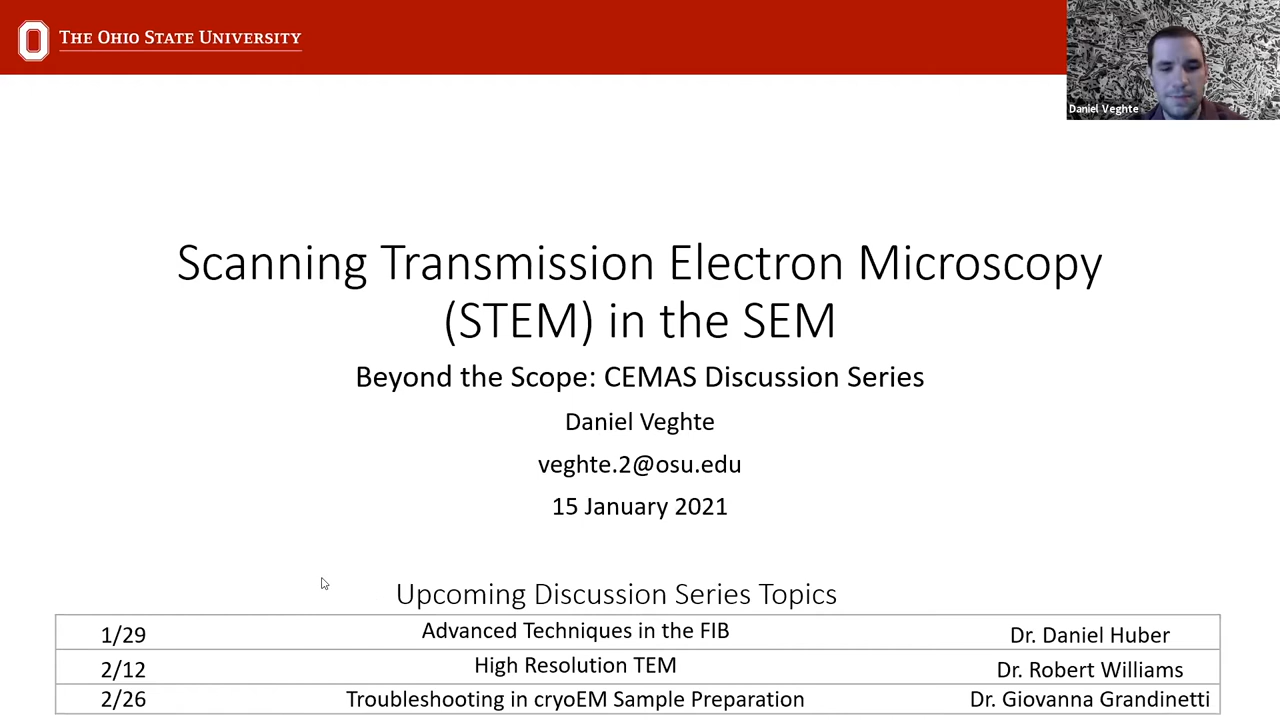 THE OHIO STATE UNIVERSITY
Daniel Veghte
Scanning Transmission Electron Microscopy
(STEM) in the SEM
Beyond the Scope: CEMAS Discussion Series
Daniel Veghte
veghte.2@osu.edu
15 January 2021
Upcoming Discussion Series Topics
1/29 Advanced Techniques in the FIB Dr. Daniel Huber
2/12 High Resolution TEM Dr. Robert Williams
2/26 Troubleshooting in cryoEM Sample Preparation Dr. Giovanna Grandinetti